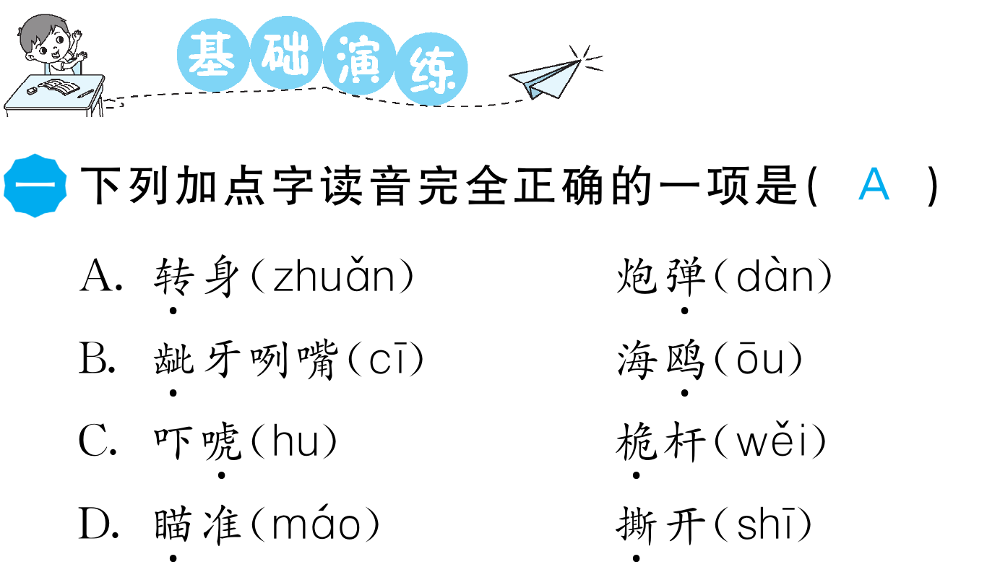 基础演练
一 下列加点字读音完全正确的一项是( A )
A. 转身(zhuǎn) 炮弹(dàn)
B. 龇牙咧嘴(cī) 海鸥(ōu)
C. 吓唬(hu) 桅杆(wěi)
D. 瞄准(máo) 撕开(shī)